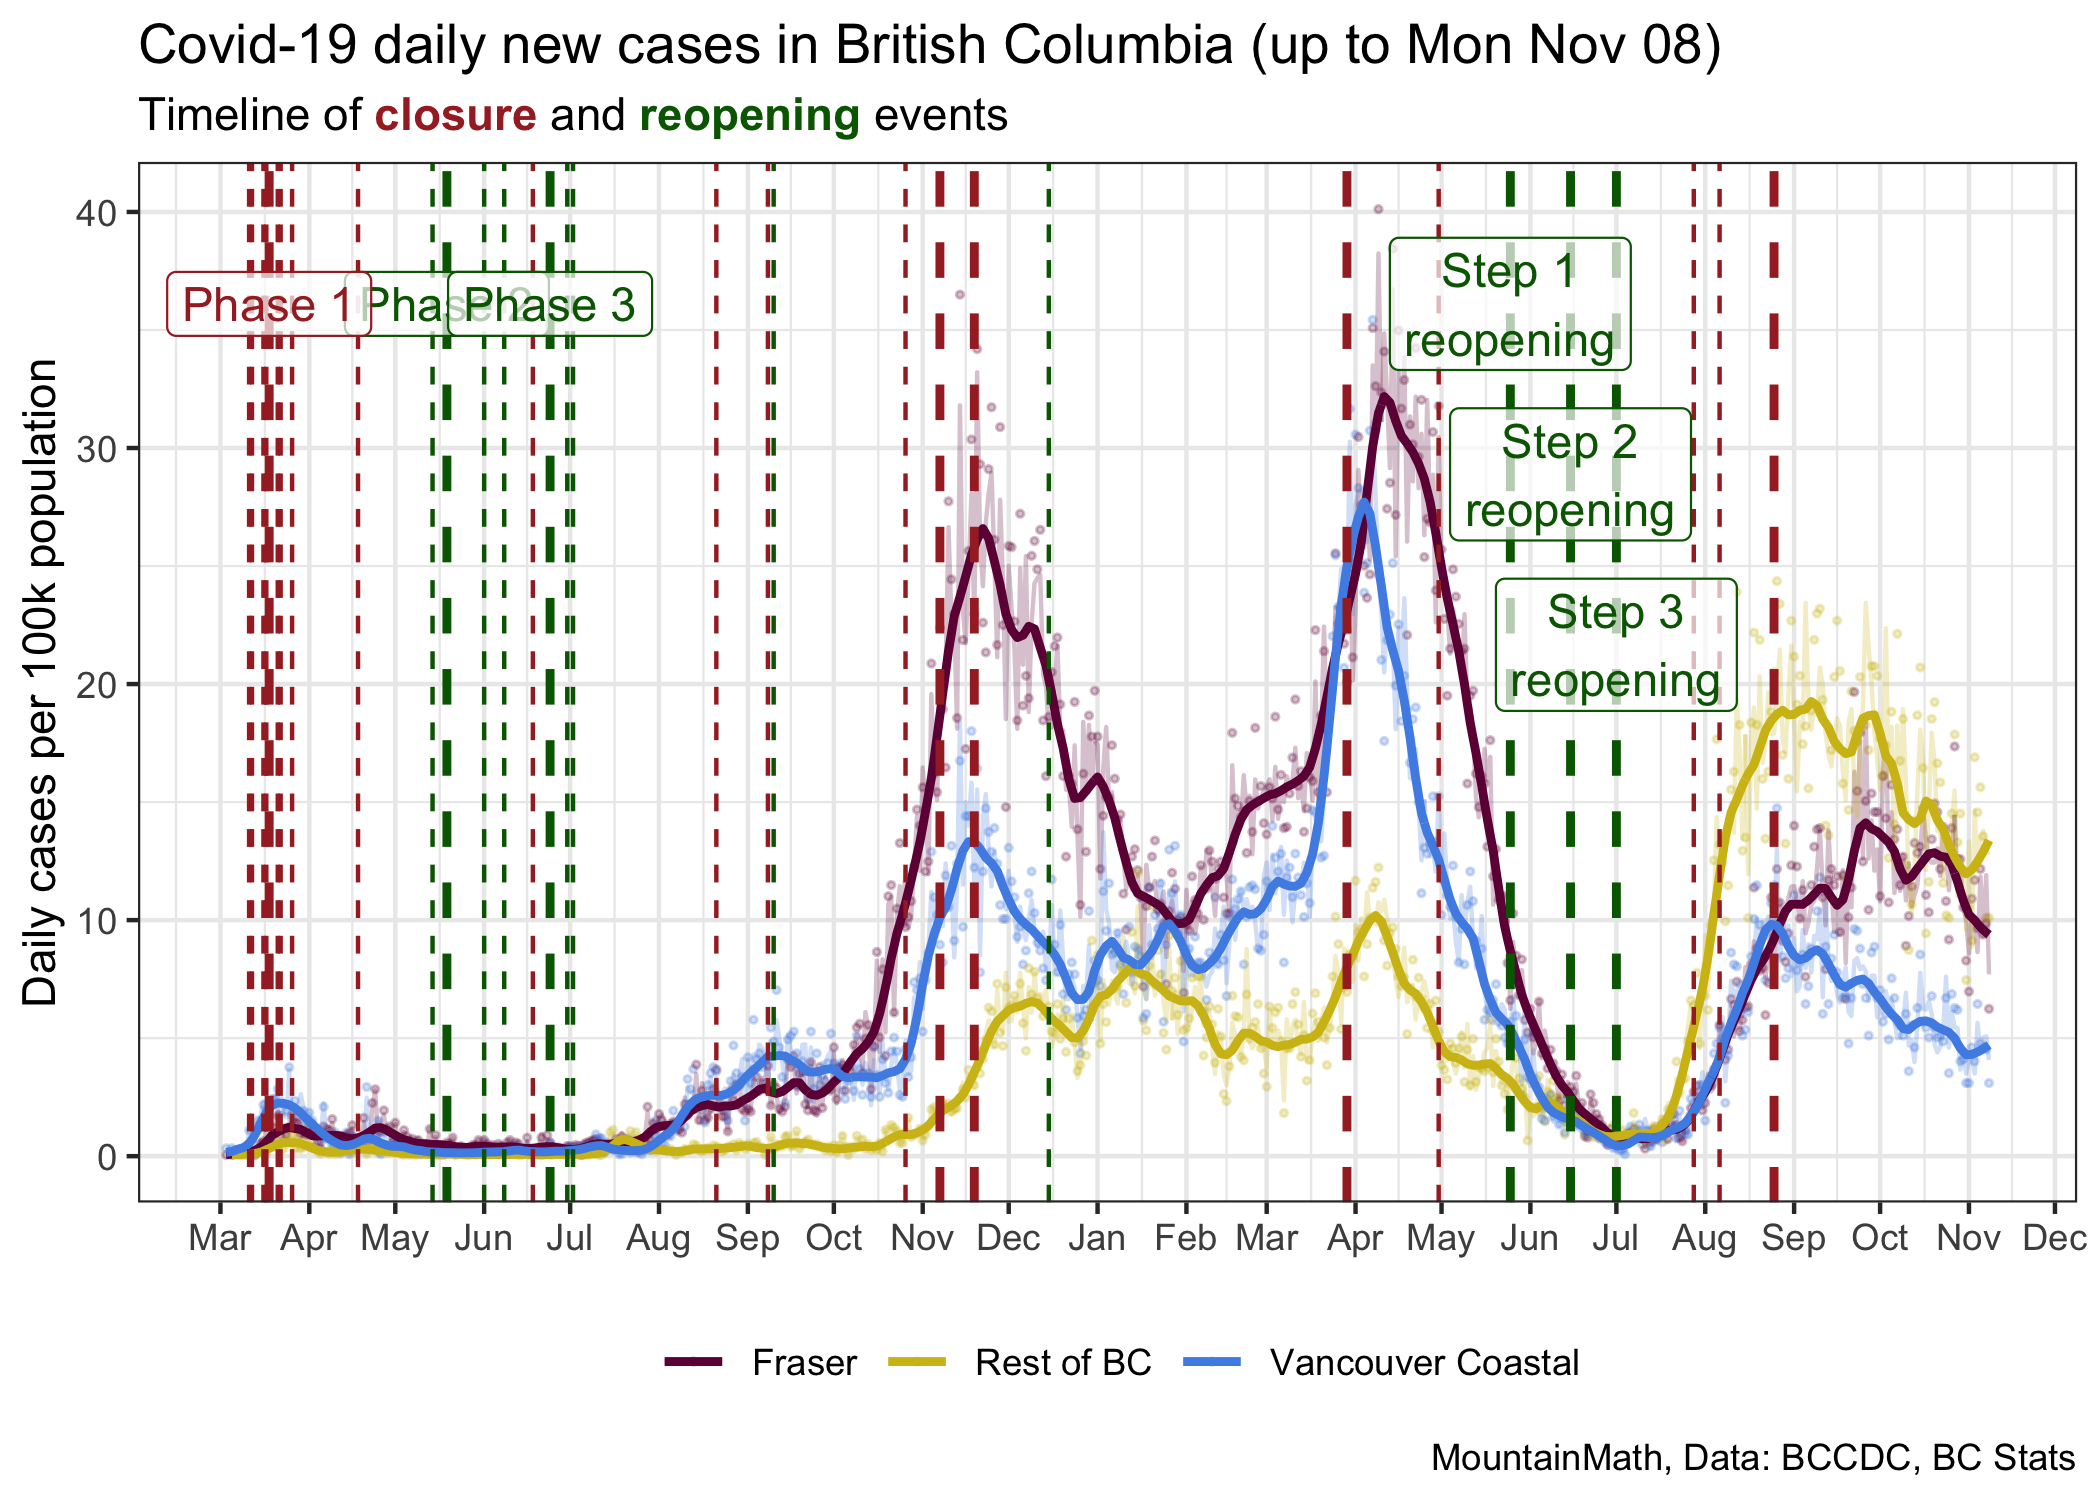 Covid-19 daily new cases in British Columbia (up to Mon Nov 08)
Timeline of closure and reopening events
Daily cases per 100k population
40
30
20
10
0
Phase 1
Phase 2
Phase 3
Step 1
reopening
Step 2
reopening
Step 3
reopening
Mar Apr May Jun Jul Aug Sep Oct Nov Dec Jan Feb Mar Apr May Jun Jul Aug Sep Oct Nov Dec
Fraser Rest of BC Vancouver Coastal
MountainMath, Data: BCCDC, BC Stats